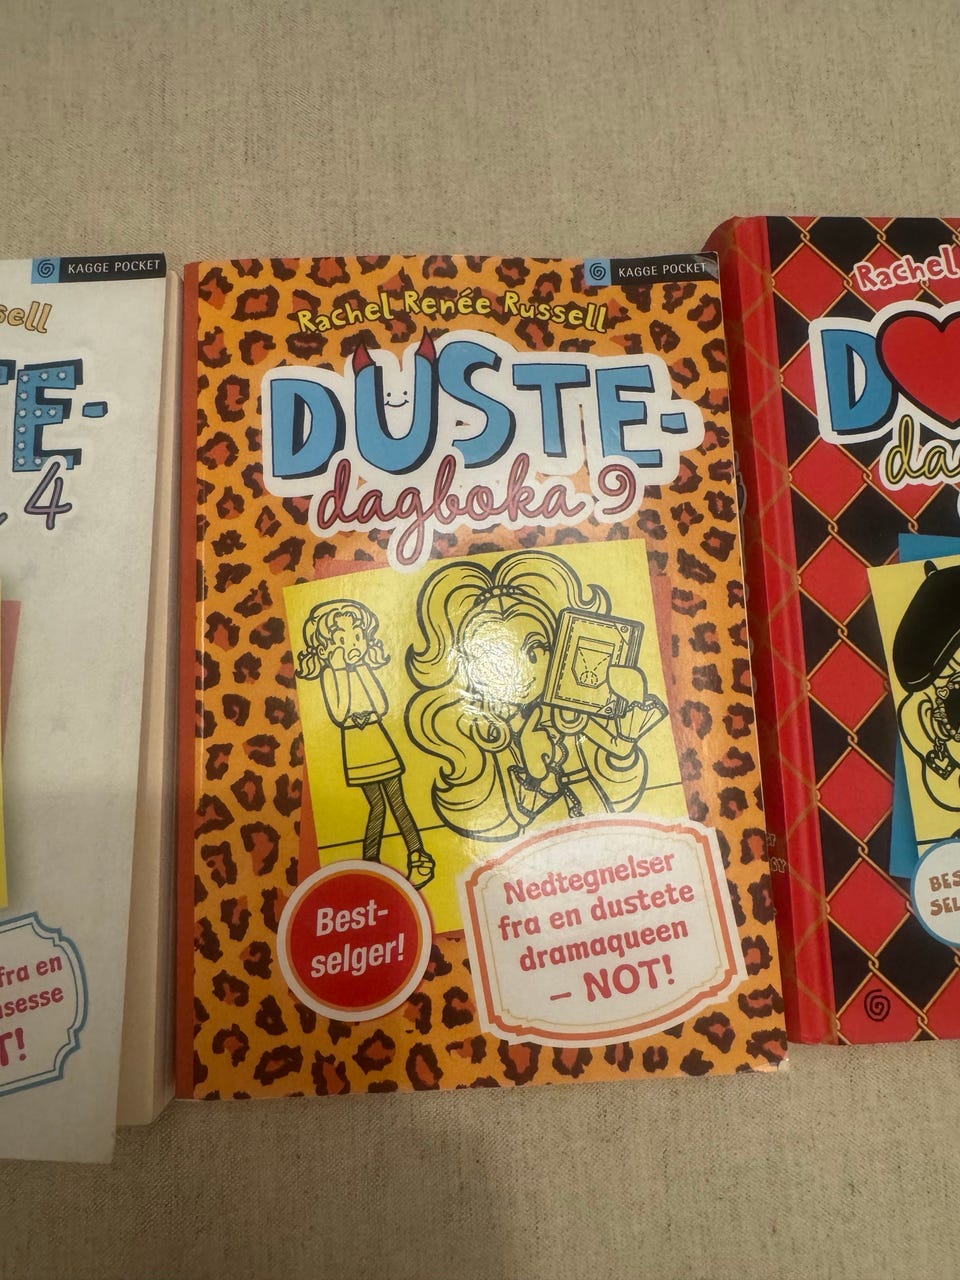 KAGGE POCKET
sell
TE-
4
fra en
sesse
T!
KAGGE POCKET
Rachel Renée Russell
DUSTE-
dagboka 9
Best-
selger!
Nedtegnelser
fra en dustete
dramaqueen
– NOT!
Rachel
D
da
BES
SEL